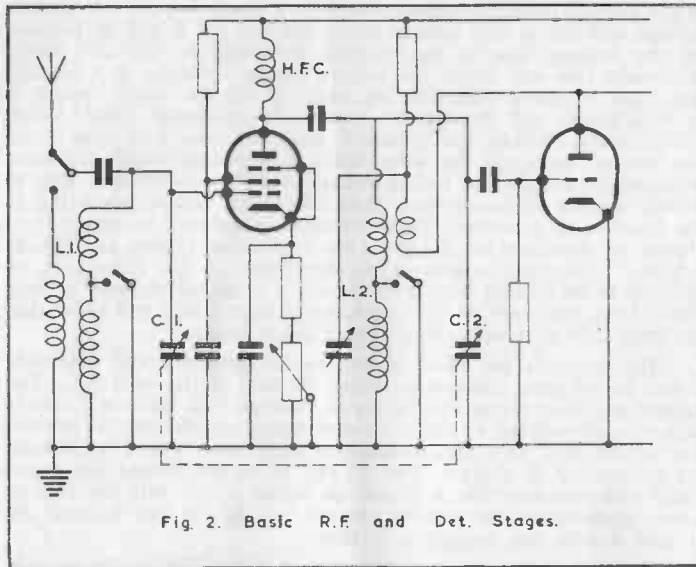 H.F.C.
L.1.
L.2.
C.1.
C.2.
Fig. 2. Basic R.F. and Det. Stages.